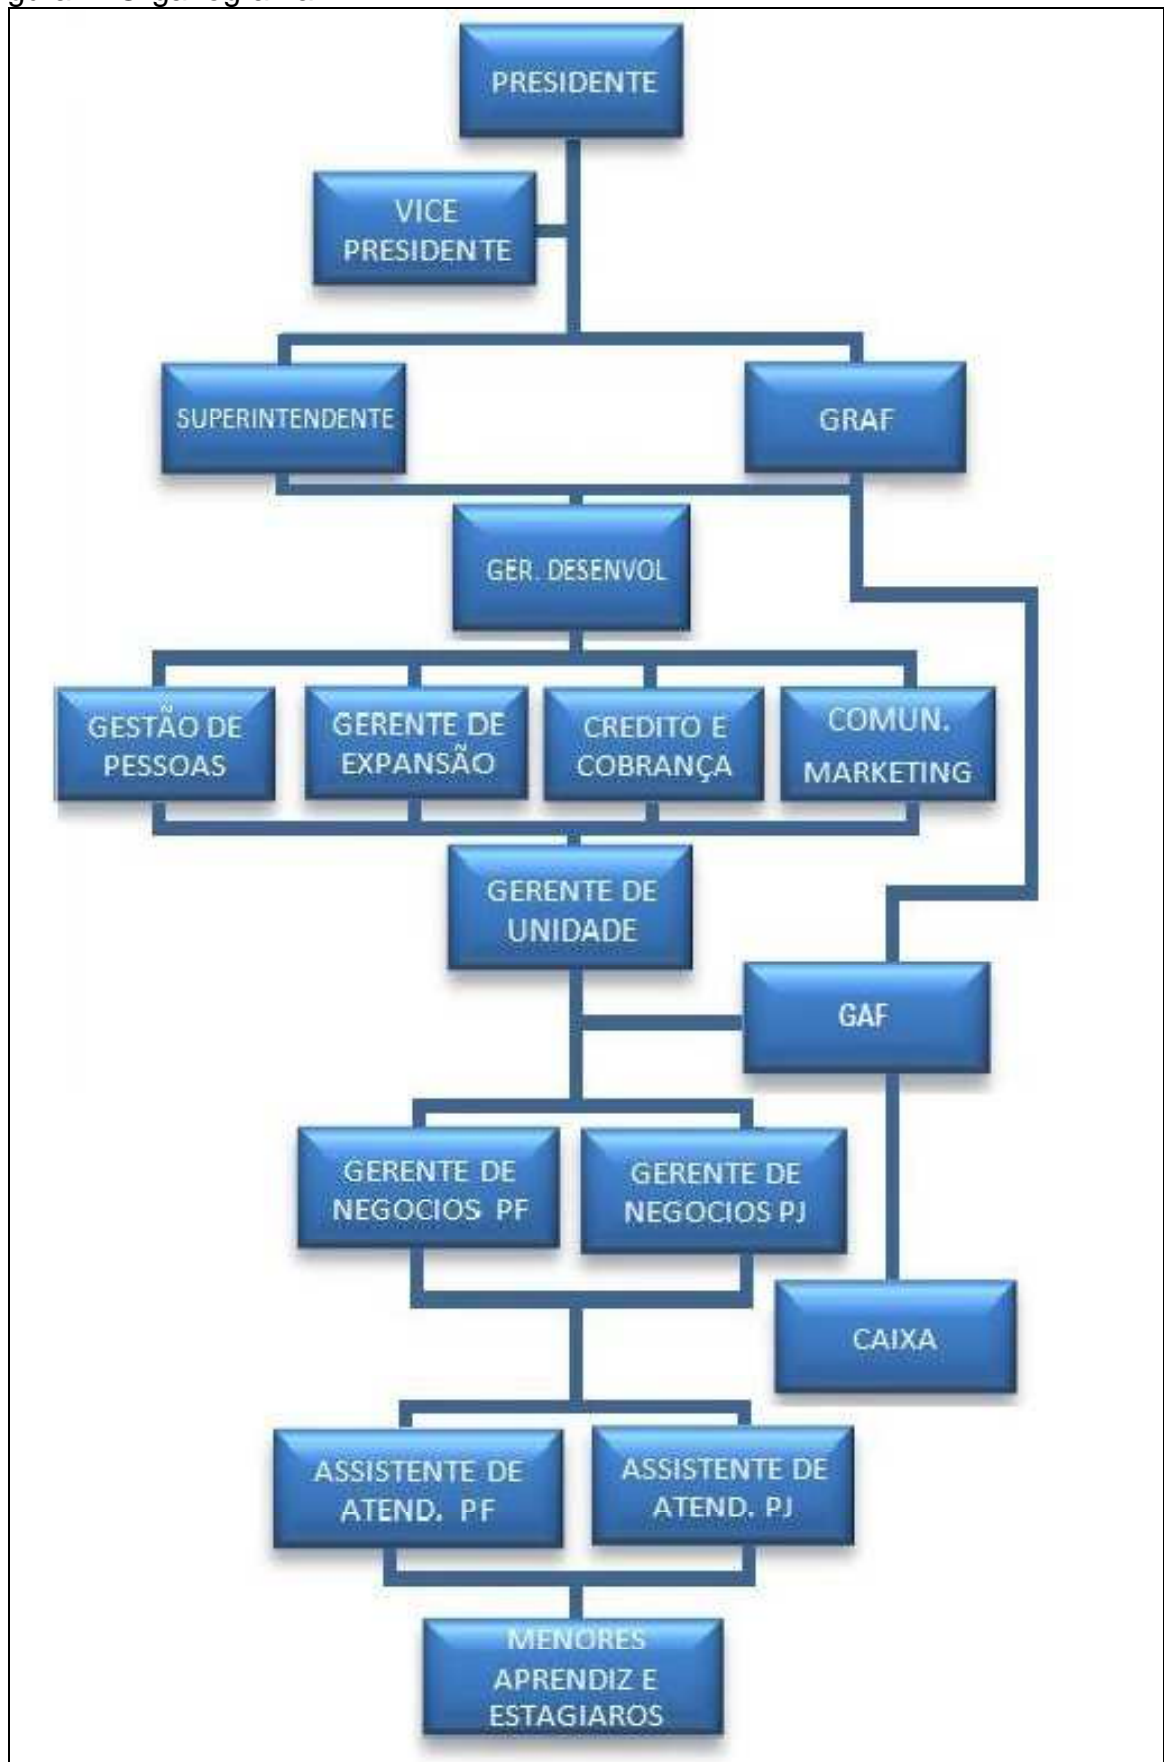 PRESIDENTE
VICE
PRESIDENTE
SUPERINTENDENTE
GRAF
GER. DESENVOL
GESTÃO DE
PESSOAS
GERENTE DE
EXPANSÃO
CREDITO E
COBRANÇA
COMUN.
MARKETING
GERENTE DE
UNIDADE
GAF
GERENTE DE
NEGOCIOS PF
GERENTE DE
NEGOCIOS PJ
CAIXA
ASSISTENTE DE
ATEND. PF
ASSISTENTE DE
ATEND. PJ
MENORES
APRENDIZ E
ESTAGIAROS